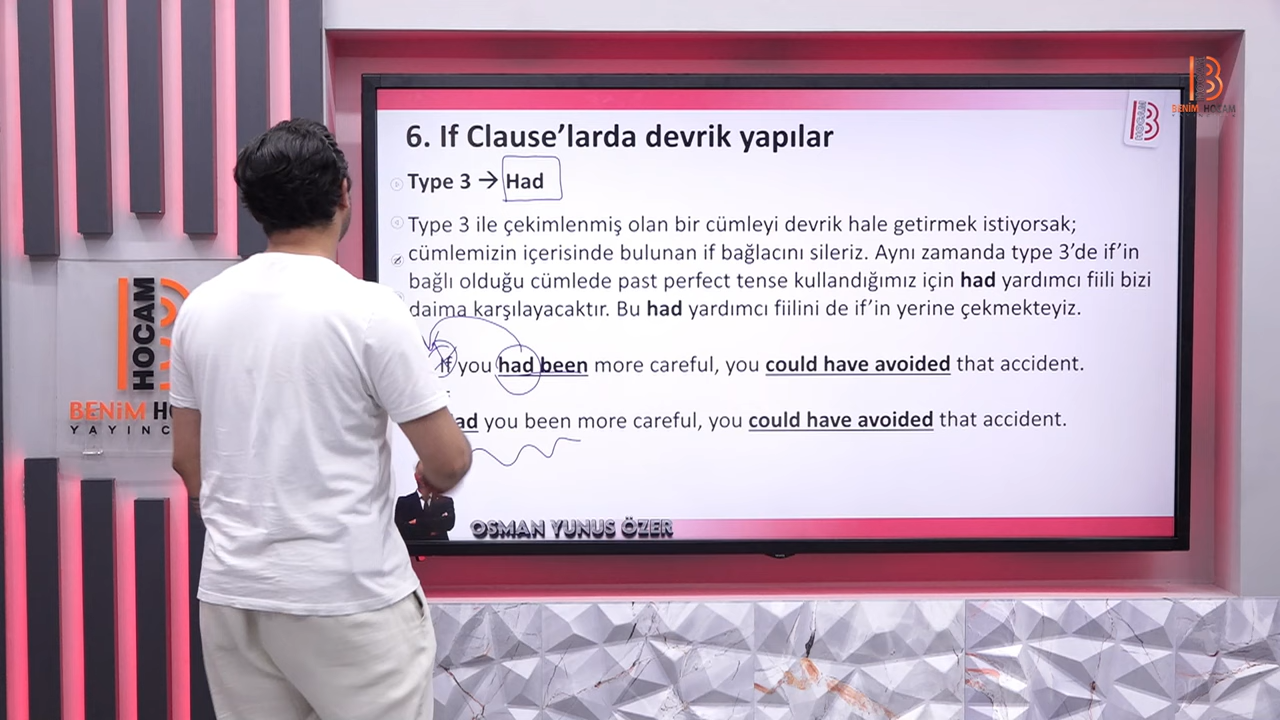 6. If Clause'larda devrik yapılar
Type 3 → Had
Type 3 ile çekimlenmiş olan bir cümleyi devrik hale getirmek istiyorsak;
cümlemizin içerisinde bulunan if bağlacını sileriz. Aynı zamanda type 3'de if'in
bağlı olduğu cümlede past perfect tense kullandığımız için had yardımcı fiili bizi
daima karşılayacaktır. Bu had yardımcı fiilini de if'in yerine çekmekteyiz.
If you had been more careful, you could have avoided that accident.
ad you been more careful, you could have avoided that accident.
OSMAN YUNUS ÖZER
HOCAM
B
BENİM HOCAM
HOCAM
BENİM HO
YAYINC